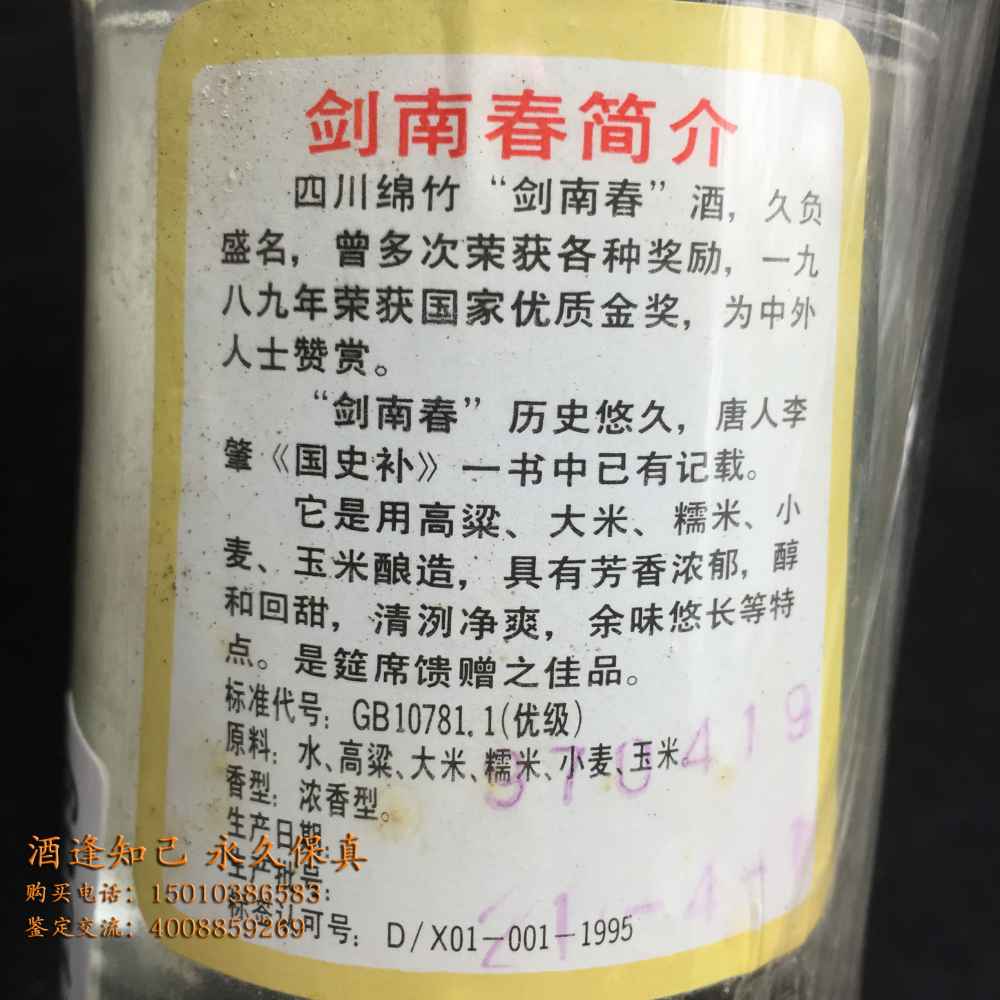 剑南春简介
四川绵竹“剑南春”酒，久负
盛名，曾多次荣获各种奖励，一九
八九年荣获国家优质金奖，为中外
人士赞赏。
“剑南春”历史悠久，唐人李
肇《国史补》一书中已有记载。
它是用高粱、大米、糯米、小
麦、玉米酿造，具有芳香浓郁，醇
和回甜，清洌净爽，余味悠长等特
点。是筵席馈赠之佳品。
标准代号：GB10781.1(优级)
原料：水、高粱、大米、糯米、小麦、玉米。
970419
香型：浓香型。
生产日期：
生产批号：
标签认可号：D/X01-001-1995
酒逢知己 永久保真
购买电话：15010386583
鉴定交流：4008859269